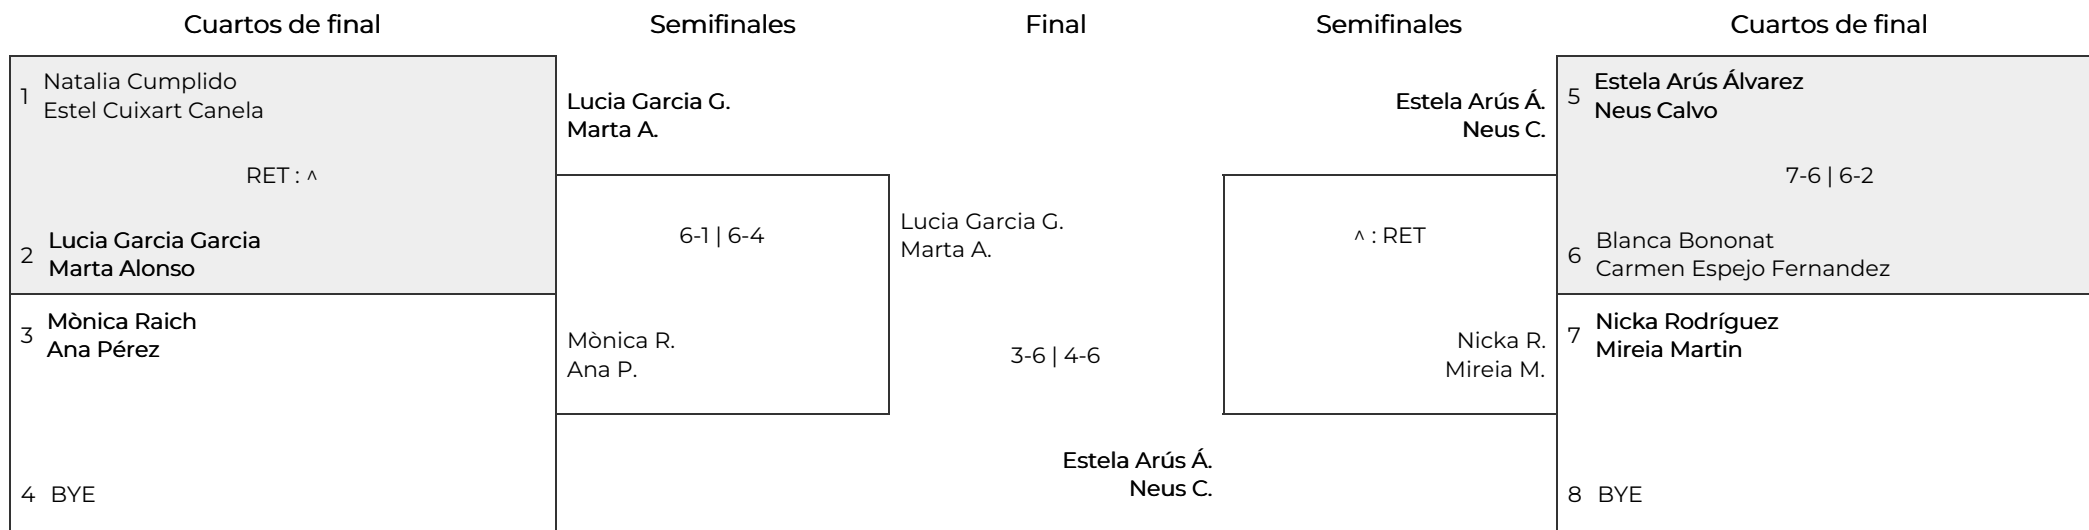 Cuartos de final
Semifinales
Final
Semifinales
Cuartos de final
1
Natalia Cumplido
Estel Cuixart Canela
RET : ^
2
Lucia Garcia Garcia
Marta Alonso
3
Mònica Raich
Ana Pérez
4 BYE
Lucia Garcia G.
Marta A.
6-1 | 6-4
Mònica R.
Ana P.
Lucia Garcia G.
Marta A.
3-6 | 4-6
Estela Arús Á.
Neus C.
Estela Arús Á.
Neus C.
^ : RET
Nicka R.
Mireia M.
5
Estela Arús Álvarez
Neus Calvo
7-6 | 6-2
6
Blanca Bononat
Carmen Espejo Fernandez
7
Nicka Rodríguez
Mireia Martin
8 BYE